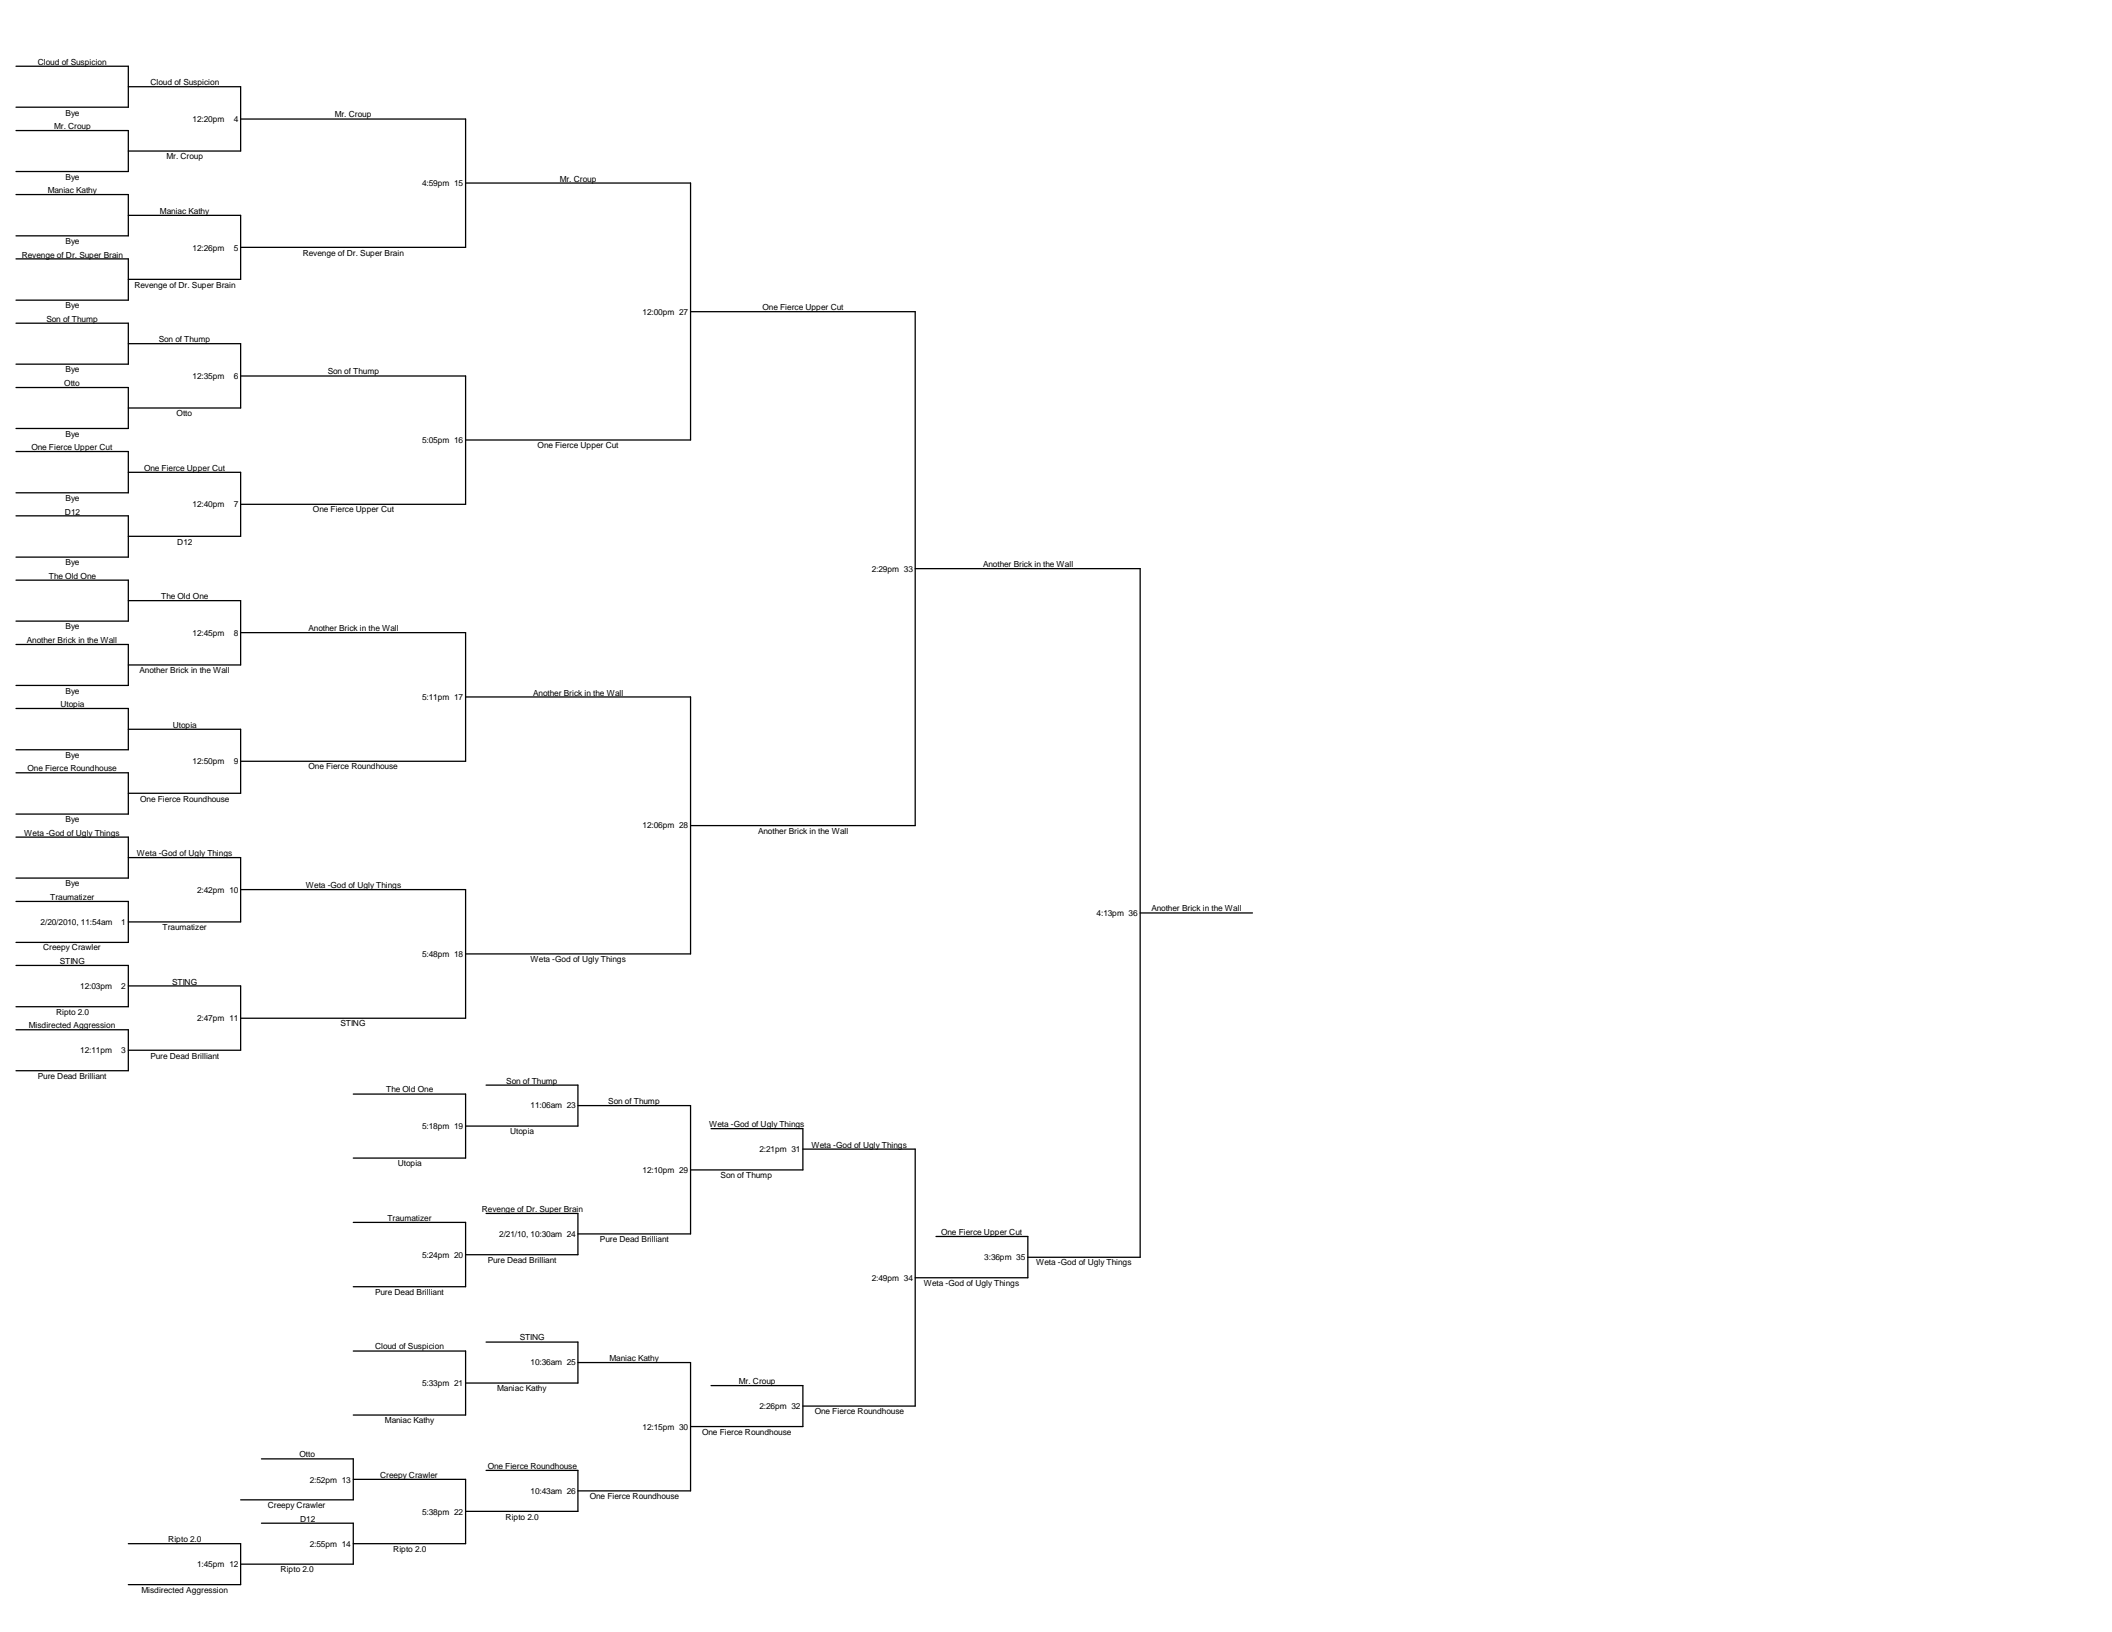 Cloud of Suspicion
Cloud of Suspicion
Bye
Mr. Croup
12:20pm 4
Mr. Croup
Mr. Croup
Bye
Maniac Kathy
4:59pm 15
Mr. Croup
Maniac Kathy
Bye
Revenge of Dr. Super Brain
12:26pm 5
Revenge of Dr. Super Brain
Revenge of Dr. Super Brain
Bye
Son of Thump
12:00pm 27
One Fierce Upper Cut
Son of Thump
Bye
Otto
12:35pm 6
Son of Thump
Otto
Bye
One Fierce Upper Cut
5:05pm 16
One Fierce Upper Cut
One Fierce Upper Cut
Bye
D12
12:40pm 7
One Fierce Upper Cut
D12
Bye
The Old One
2:29pm 33
Another Brick in the Wall
The Old One
Bye
Another Brick in the Wall
12:45pm 8
Another Brick in the Wall
Another Brick in the Wall
Bye
Utopia
5:11pm 17
Another Brick in the Wall
Utopia
Bye
One Fierce Roundhouse
12:50pm 9
One Fierce Roundhouse
One Fierce Roundhouse
Bye
Weta -God of Ugly Things
12:06pm 28
Another Brick in the Wall
Weta -God of Ugly Things
Bye
Traumatizer
2:42pm 10
Weta -God of Ugly Things
2/20/2010, 11:54am 1
Traumatizer
Creepy Crawler
4:13pm 36
Another Brick in the Wall
STING
5:48pm 18
Weta -God of Ugly Things
12:03pm 2
STING
Ripto 2.0
Misdirected Aggression
2:47pm 11
STING
12:11pm 3
Pure Dead Brilliant
Pure Dead Brilliant
The Old One
Son of Thump
11:06am 23
Son of Thump
5:18pm 19
Utopia
Utopia
Weta -God of Ugly Things
2:21pm 31
Weta -God of Ugly Things
12:10pm 29
Son of Thump
Traumatizer
Revenge of Dr. Super Brain
2/21/10, 10:30am 24
Pure Dead Brilliant
5:24pm 20
Pure Dead Brilliant
Pure Dead Brilliant
One Fierce Upper Cut
3:36pm 35
Weta -God of Ugly Things
2:49pm 34
Weta -God of Ugly Things
Cloud of Suspicion
STING
10:36am 25
Maniac Kathy
5:33pm 21
Maniac Kathy
Maniac Kathy
Mr. Croup
2:26pm 32
One Fierce Roundhouse
12:15pm 30
One Fierce Roundhouse
Otto
2:52pm 13
Creepy Crawler
Creepy Crawler
One Fierce Roundhouse
10:43am 26
One Fierce Roundhouse
5:38pm 22
Ripto 2.0
D12
2:55pm 14
Ripto 2.0
Ripto 2.0
1:45pm 12
Ripto 2.0
Misdirected Aggression